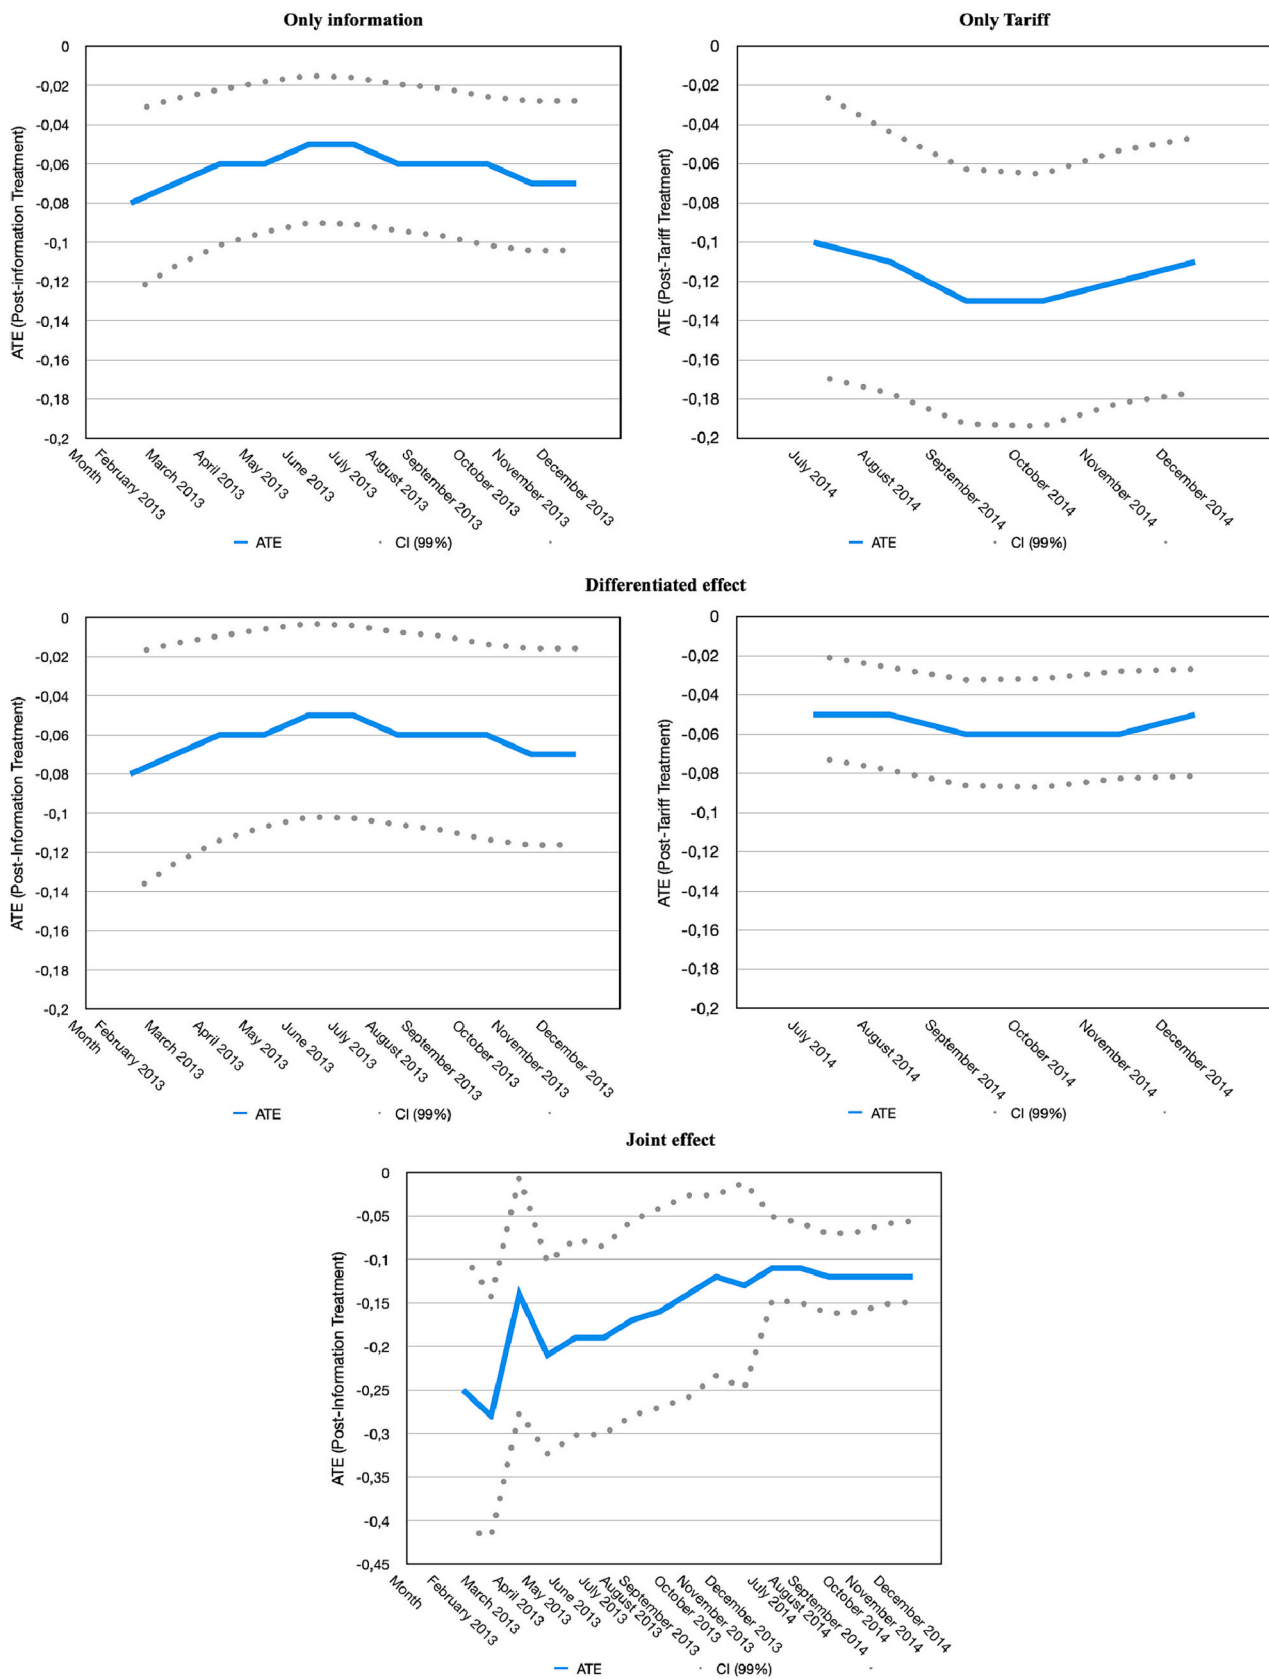 Only information
ATE (Post-information Treatment)
0
-0,02
-0,04
-0,06
-0,08
-0,1
-0,12
-0,14
-0,16
-0,18
-0,2
Month
February 2013
March 2013
April 2013
May 2013
June 2013
July 2013
August 2013
September 2013
October 2013
November 2013
December 2013
ATE CI (99%)
Only Tariff
ATE (Post-Tariff Treatment)
0
-0,02
-0,04
-0,06
-0,08
-0,1
-0,12
-0,14
-0,16
-0,18
-0,2
July 2014
August 2014
September 2014
October 2014
November 2014
December 2014
ATE CI (99%)
Differentiated effect
ATE (Post-Information Treatment)
0
-0,02
-0,04
-0,06
-0,08
-0,1
-0,12
-0,14
-0,16
-0,18
-0,2
Month
February 2013
March 2013
April 2013
May 2013
June 2013
July 2013
August 2013
September 2013
October 2013
November 2013
December 2013
ATE CI (99%)
ATE (Post-Tariff Treatment)
0
-0,02
-0,04
-0,06
-0,08
-0,1
-0,12
-0,14
-0,16
-0,18
-0,2
July 2014
August 2014
September 2014
October 2014
November 2014
December 2014
ATE CI (99%)
Joint effect
ATE (Post-Information Treatment)
0
-0,05
-0,1
-0,15
-0,2
-0,25
-0,3
-0,35
-0,4
-0,45
Month
February 2013
March 2013
April 2013
May 2013
June 2013
July 2013
August 2013
September 2013
October 2013
November 2013
December 2013
July 2014
August 2014
September 2014
October 2014
November 2014
December 2014
ATE CI (99%)